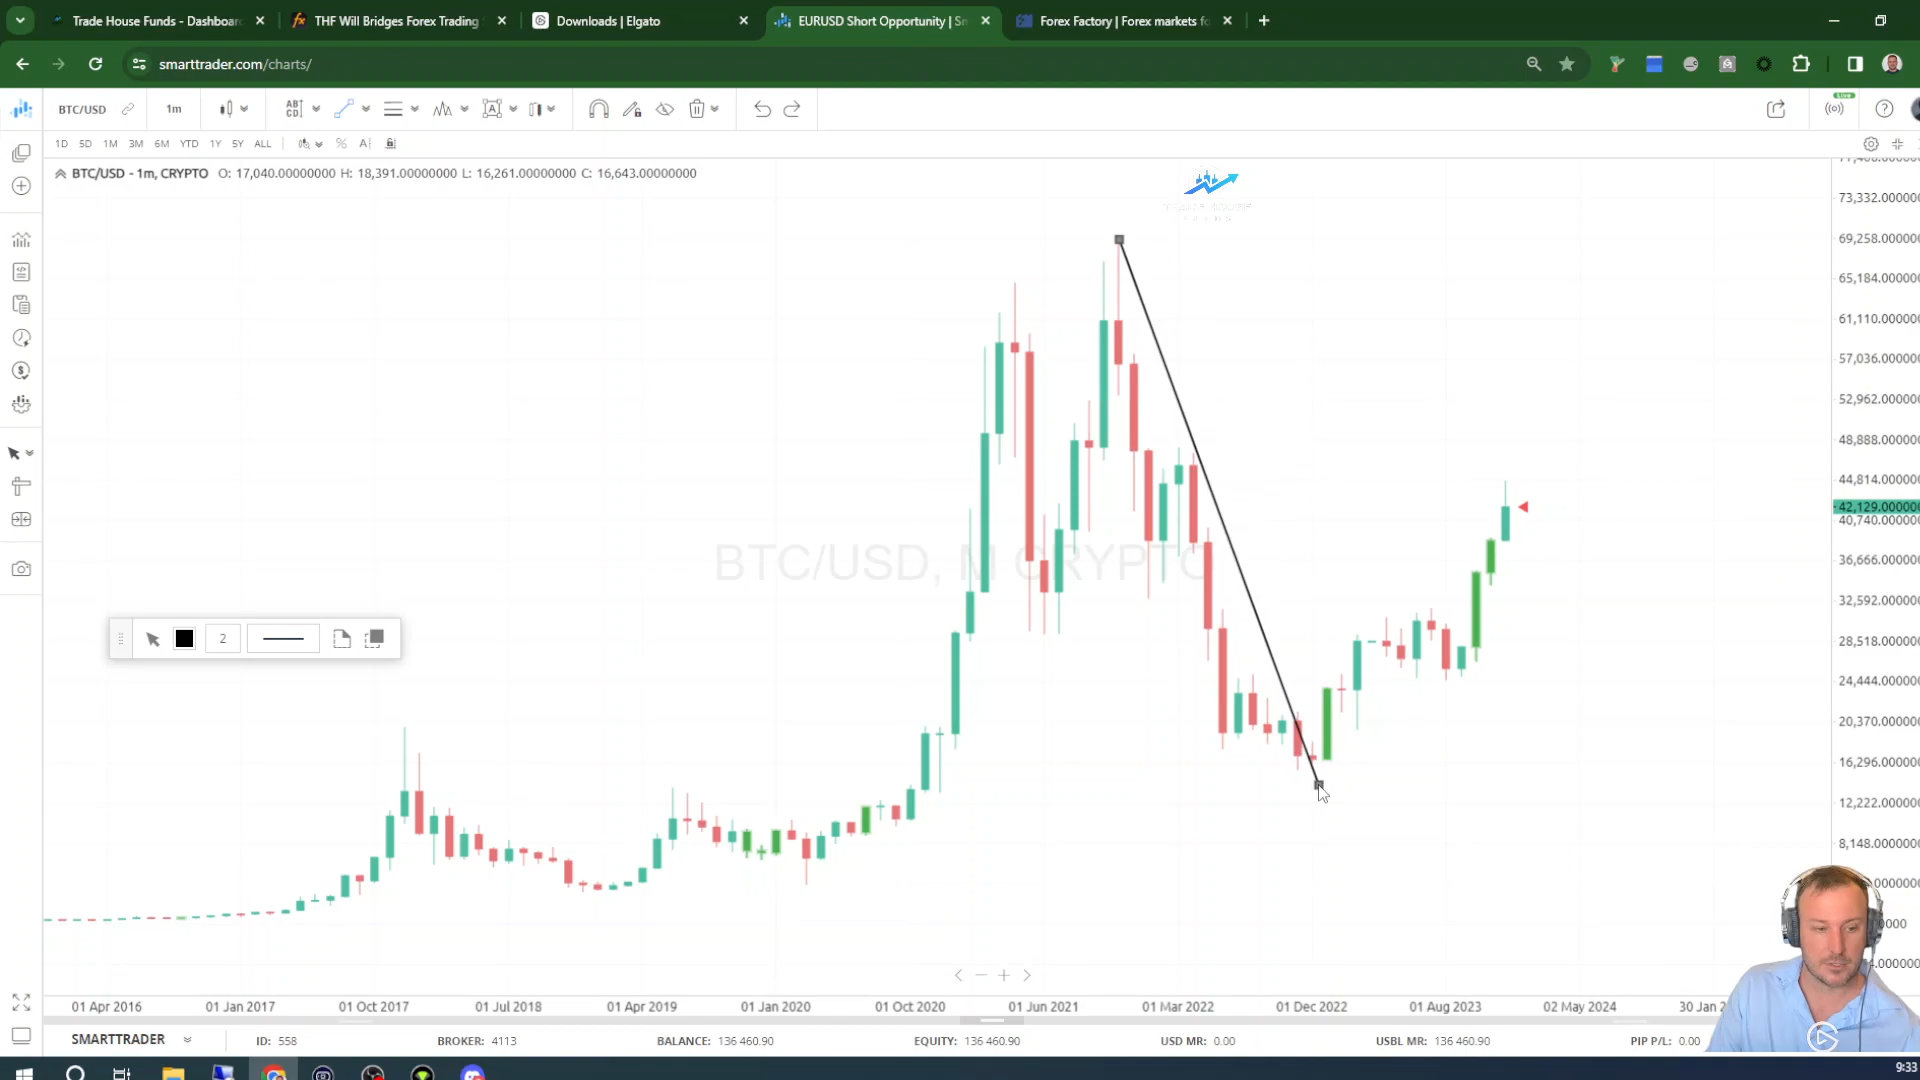 Trade House Funds - Dashboar
THF Will Bridges Forex Trading
Downloads | Elgato
EURUSD Short Opportunity | Sm
Forex Factory | Forex markets fo
smarttrader.com/charts/
BTC/USD
1m
AB
CD
A
Live
1D 5D 1M 3M 6M YTD 1Y 5Y ALL
%
A
BTC/USD - 1m, CRYPTO O: 17,040.00000000 H: 18,391.00000000 L: 16,261.00000000 C: 16,643.00000000
73,332.000000
69,258.000000
65,184.000000
61,110.000000
57,036.000000
52,962.000000
48,888.000000
44,814.000000
42,129.000000
40,740.000000
36,666.000000
32,592.000000
28,518.000000
24,444.000000
20,370.000000
16,296.000000
12,222.000000
8,148.000000
BTC/USD, M CRYPTO
2
01 Apr 2016 01 Jan 2017 01 Oct 2017 01 Jul 2018 01 Apr 2019 01 Jan 2020 01 Oct 2020 01 Jun 2021 01 Mar 2022 01 Dec 2022 01 Aug 2023 02 May 2024 30 Jan
SMARTTRADER ID: 558 BROKER: 4113 BALANCE: 136 460.90 EQUITY: 136 460.90 USD MR: 0.00 USBL MR: 136 460.90 PIP P/L: 0.00
9:33